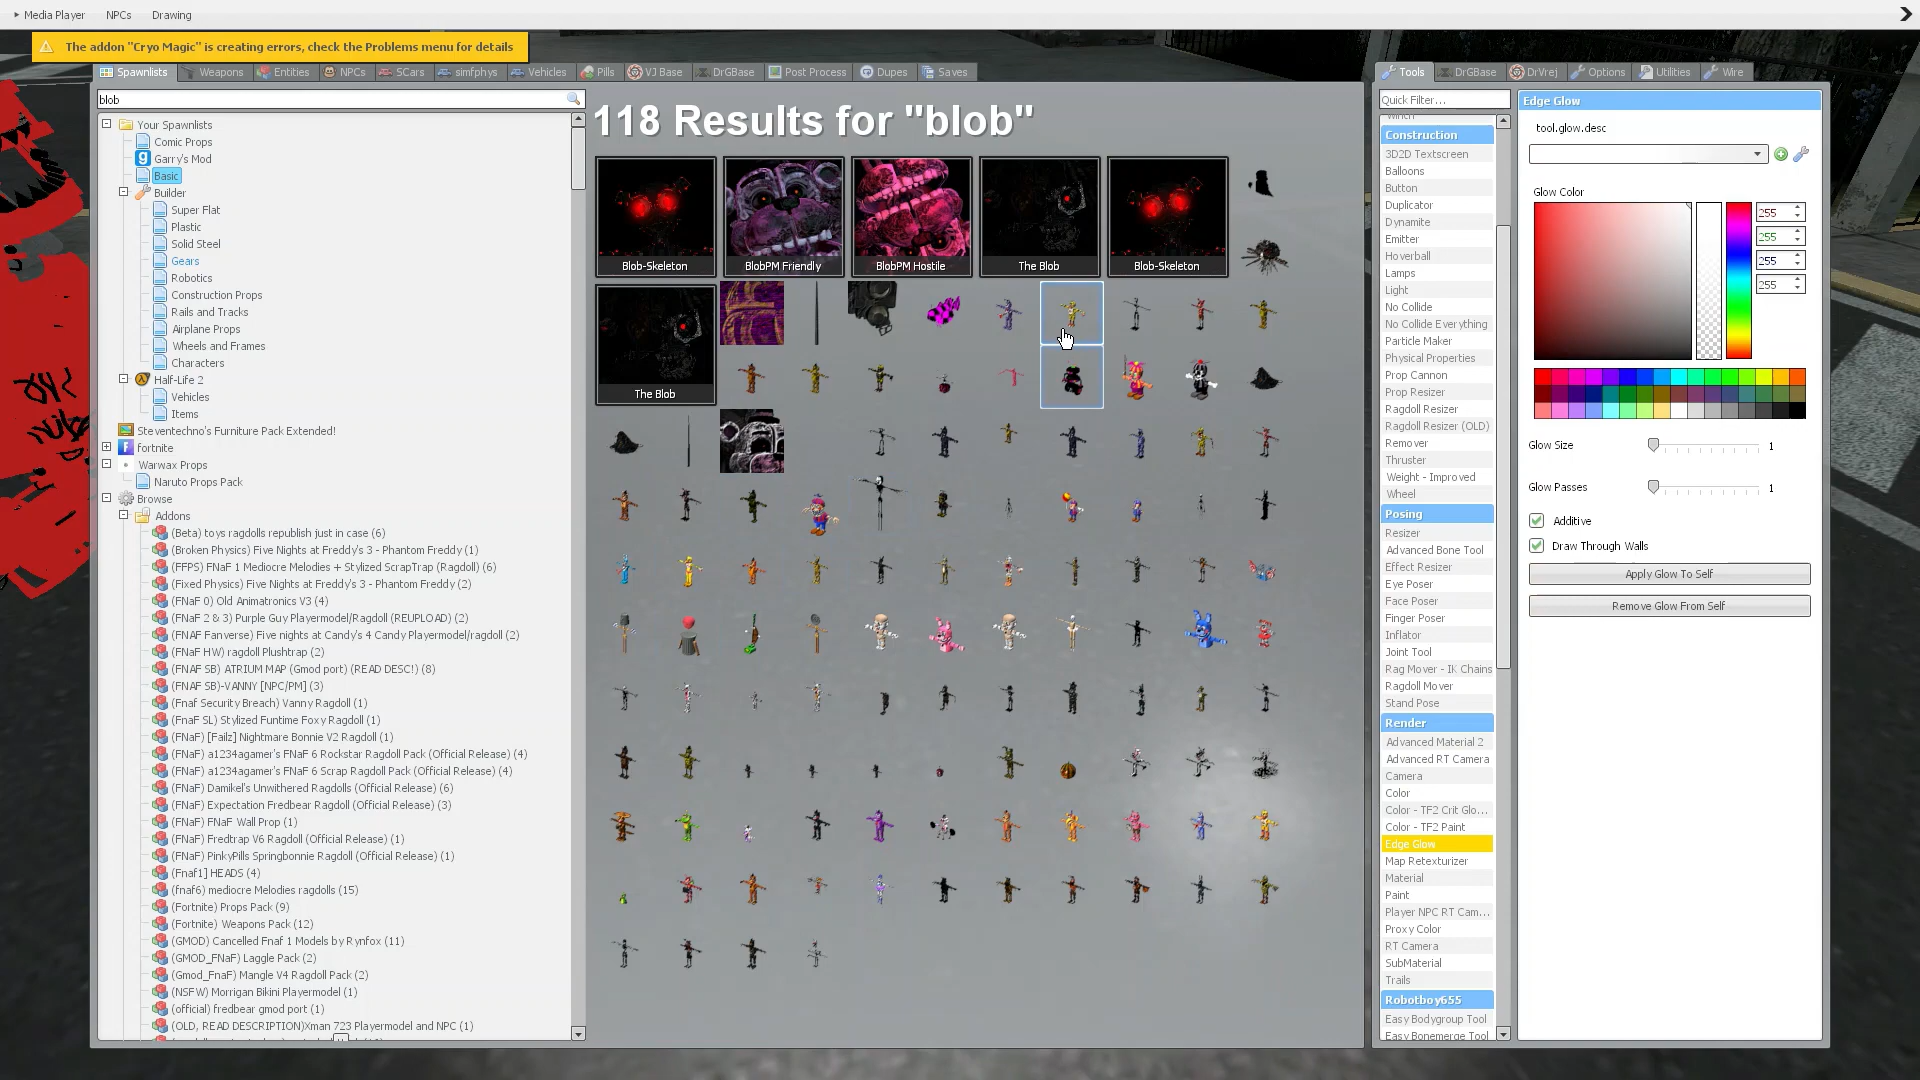 Media Player NPCs Drawing
The addon "Cryo Magic" is creating errors, check the Problems menu for details
Spawnlists Weapons Entities NPCs SCars simfphys Vehicles Pills VJ Base DrGBase Post Process Dupes Saves
blob
Your Spawnlists
Comic Props
Garry's Mod
Basic
Builder
Super Flat
Plastic
Solid Steel
Gears
Robotics
Construction Props
Rails and Tracks
Airplane Props
Wheels and Frames
Characters
Half-Life 2
Vehicles
Items
Steventechno's Furniture Pack Extended!
fortnite
Warwax Props
Naruto Props Pack
Browse
Addons
(Beta) toys ragdolls republish just in case (6)
(Broken Physics) Five Nights at Freddy's 3 - Phantom Freddy (1)
(FFPS) FNaF 1 Mediocre Melodies + Stylized ScrapTrap (Ragdoll) (6)
(Fixed Physics) Five Nights at Freddy's 3 - Phantom Freddy (2)
(FNaF 0) Old Animatronics V3 (4)
(FNaF 2 & 3) Purple Guy Playermodel/Ragdoll (REUPLOAD) (2)
(FNAF Fanverse) Five nights at Candy's 4 Candy Playermodel/ragdoll (2)
(FNaF HW) ragdoll Plushtrap (2)
(FNAF SB) ATRIUM MAP (Gmod port) (READ DESC!) (8)
(FNAF SB)-VANNY [NPC/PM] (3)
(Fnaf Security Breach) Vanny Ragdoll (1)
(FnaF SL) Stylized Funtime Foxy Ragdoll (1)
(FNaF) [Failz] Nightmare Bonnie V2 Ragdoll (1)
(FNaF) a1234agamer's FNaF 6 Rockstar Ragdoll Pack (Official Release) (4)
(FNaF) a1234agamer's FNaF 6 Scrap Ragdoll Pack (Official Release) (4)
(FNaF) Damikel's Unwithered Ragdolls (Official Release) (6)
(FNaF) Expectation Fredbear Ragdoll (Official Release) (3)
(FNaF) FNaF Wall Prop (1)
(FNaF) Fredtrap V6 Ragdoll (Official Release) (1)
(FNaF) PinkyPills Springbonnie Ragdoll (Official Release) (1)
(Fnaf1] HEADS (4)
(fnaf6) mediocre Melodies ragdolls (15)
(Fortnite) Props Pack (9)
(Fortnite) Weapons Pack (12)
(GMOD) Cancelled Fnaf 1 Models by Rynfox (11)
(GMOD_FNaF) Laggle Pack (2)
(Gmod_FnaF) Mangle V4 Ragdoll Pack (2)
(NSFW) Morrigan Bikini Playermodel (1)
(official) fredbear gmod port (1)
(OLD, READ DESCRIPTION)Xman 723 Playermodel and NPC (1)
118 Results for "blob"
Blob-Skeleton BlobPM Friendly BlobPM Hostile The Blob Blob-Skeleton
The Blob
Tools DrGBase DrVrej Options Utilities Wire
Quick Filter...
Winch
Construction
3D2D Textscreen
Balloons
Button
Duplicator
Dynamite
Emitter
Hoverball
Lamps
Light
No Collide
No Collide Everything
Particle Maker
Physical Properties
Prop Cannon
Prop Resizer
Ragdoll Resizer
Ragdoll Resizer (OLD)
Remover
Thruster
Weight - Improved
Wheel
Posing
Resizer
Advanced Bone Tool
Effect Resizer
Eye Poser
Face Poser
Finger Poser
Inflator
Joint Tool
Rag Mover - IK Chains
Ragdoll Mover
Stand Pose
Render
Advanced Material 2
Advanced RT Camera
Camera
Color
Color - TF2 Crit Glo...
Color - TF2 Paint
Edge Glow
Map Retexturizer
Material
Paint
Player NPC RT Cam...
Proxy Color
RT Camera
SubMaterial
Trails
Robotboy655
Easy Bodygroup Tool
Easy Bonemerge Tool
Edge Glow
tool.glow.desc
Glow Color
255
255
255
255
Glow Size 1
Glow Passes 1
Additive
Draw Through Walls
Apply Glow To Self
Remove Glow From Self